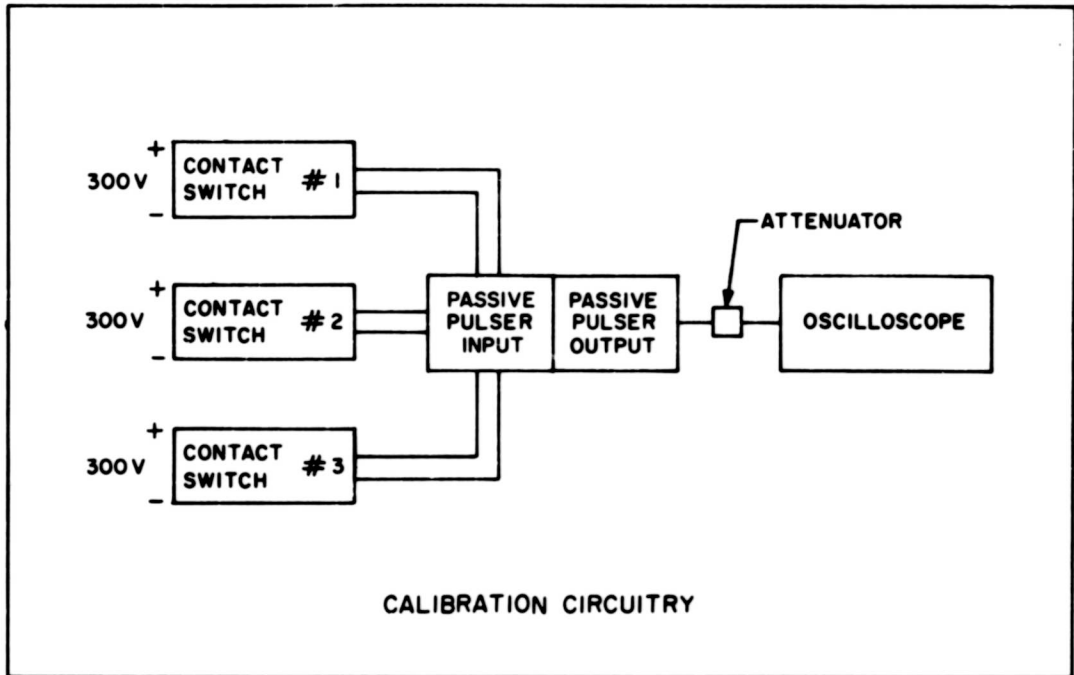 +
300V
-
CONTACT
SWITCH #1
+
300V
-
CONTACT
SWITCH #2
+
300V
-
CONTACT
SWITCH #3
PASSIVE
PULSER
INPUT
PASSIVE
PULSER
OUTPUT
ATTENUATOR
OSCILLOSCOPE
CALIBRATION CIRCUITRY